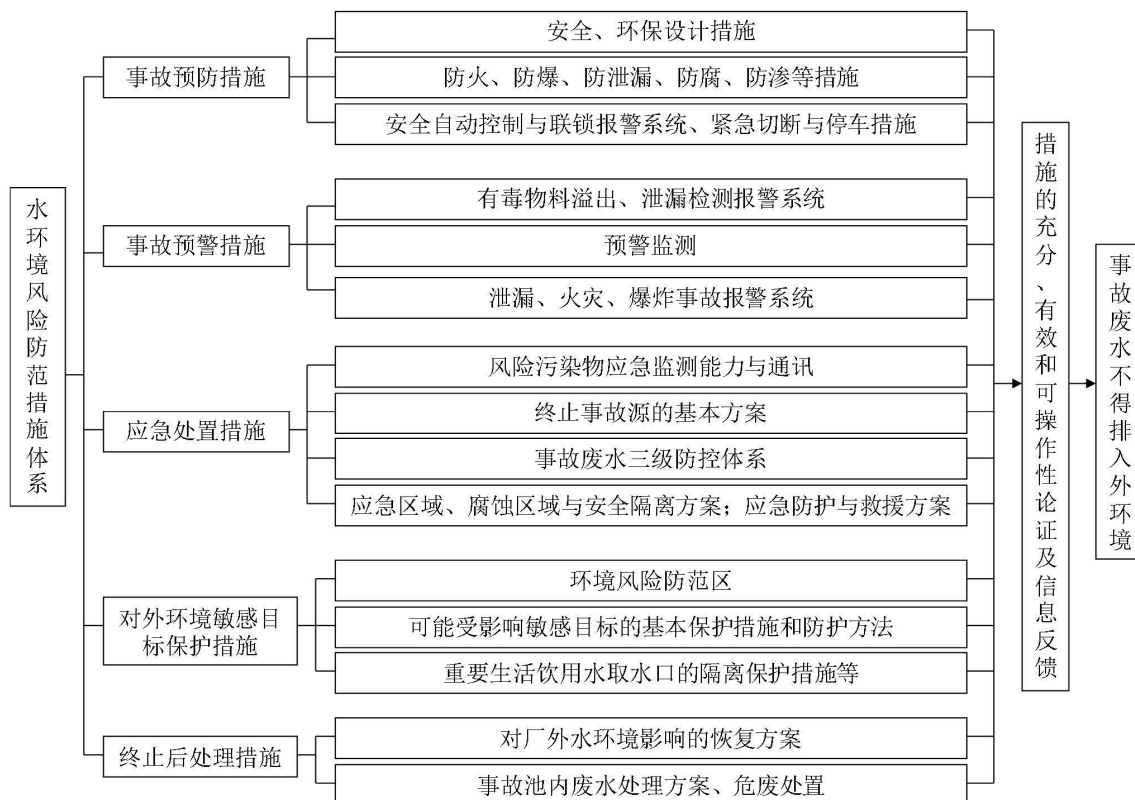 水环境风险防范措施体系
事故预防措施
安全、环保设计措施
防火、防爆、防泄漏、防腐、防渗等措施
安全自动控制与联锁报警系统、紧急切断与停车措施
事故预警措施
有毒物料溢出、泄漏检测报警系统
预警监测
泄漏、火灾、爆炸事故报警系统
应急处置措施
风险污染物应急监测能力与通讯
终止事故源的基本方案
事故废水三级防控体系
应急区域、腐蚀区域与安全隔离方案；应急防护与救援方案
对外环境敏感目
标保护措施
环境风险防范区
可能受影响敏感目标的基本保护措施和防护方法
重要生活饮用水取水口的隔离保护措施等
终止后处理措施
对厂外水环境影响的恢复方案
事故池内废水处理方案、危废处置
措施的充分、有效和可操作性论证及信息反馈
事故废水不得排入外环境